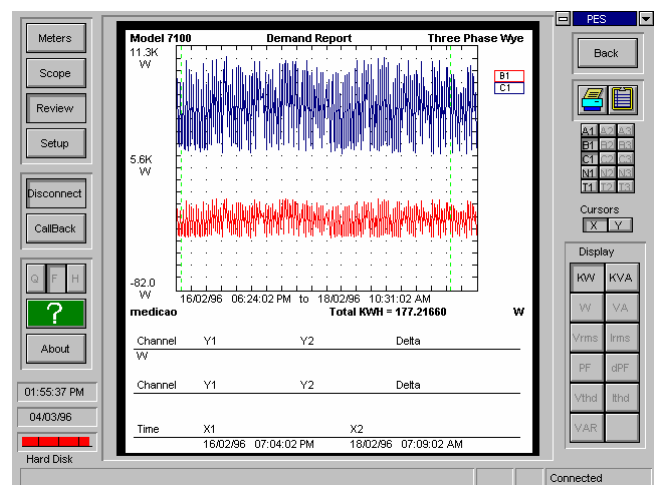 PES
Meters
Scope
Review
Setup
Disconnect
CallBack
Q F H
?
About
01:55:37 PM
04/03/96
Hard Disk
Model 7100 Demand Report Three Phase Wye
11.3K
W
B1
C1
5.6K
W
-82.0
W
16/02/96 06:24:02 PM to 18/02/96 10:31:02 AM
medicao Total KWH = 177.21660 W
Channel Y1 Y2 Delta
W
Channel Y1 Y2 Delta
Time X1 X2
16/02/96 07:04:02 PM 18/02/96 07:09:02 AM
Back
A1 A2 A3
B1 B2 B3
C1 C2 C3
N1 N2 N3
T1 T2 T3
Cursors
X Y
Display
KW KVA
W VA
Vrms Irms
PF dPF
Vthd Ithd
VAR
Connected